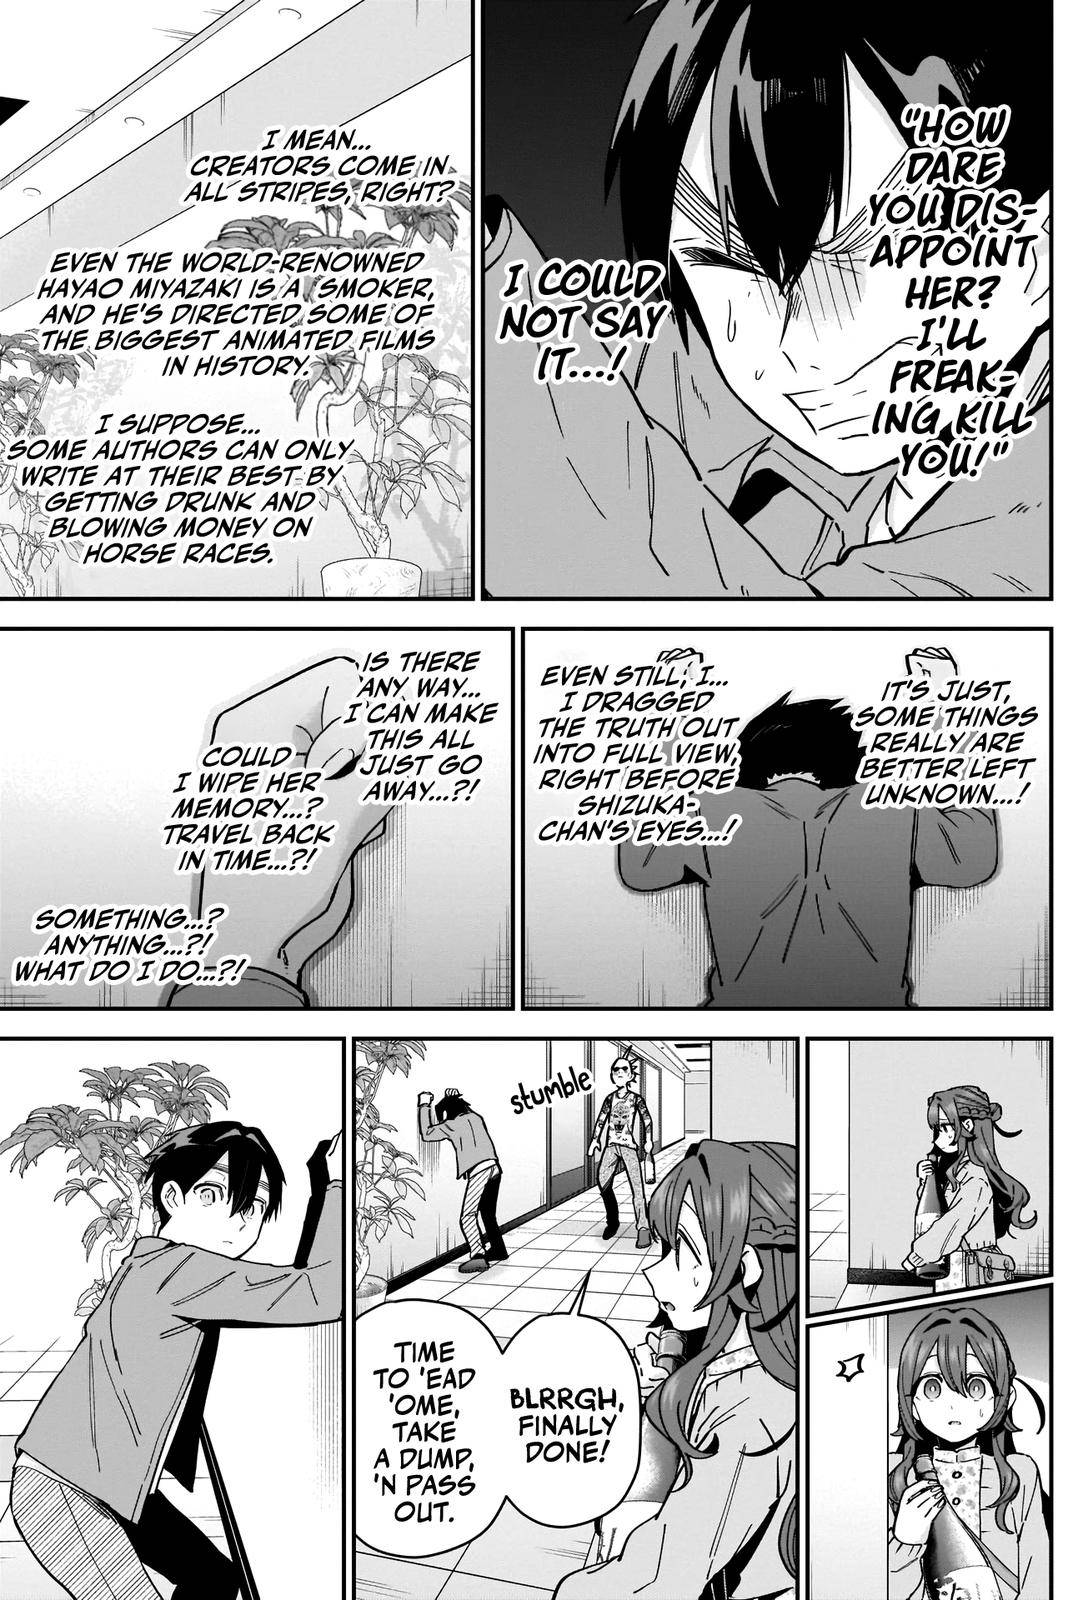 "HOW
DARE
YOU DIS-
APPOINT
HER?
I'LL
FREAK-
ING KILL
YOU!"
I COULD
NOT SAY
IT...!
I MEAN...
CREATORS COME IN
ALL STRIPES, RIGHT?
EVEN THE WORLD-RENOWNED
HAYAO MIYAZAKI IS A SMOKER,
AND HE'S DIRECTED SOME OF
THE BIGGEST ANIMATED FILMS
IN HISTORY.
I SUPPOSE...
SOME AUTHORS CAN ONLY
WRITE AT THEIR BEST BY
GETTING DRUNK AND
BLOWING MONEY ON
HORSE RACES.
IT'S JUST,
SOME THINGS
REALLY ARE
BETTER LEFT
UNKNOWN...!
EVEN STILL, I...
I DRAGGED
THE TRUTH OUT
INTO FULL VIEW,
RIGHT BEFORE
SHIZUKA-
CHAN'S EYES...!
IS THERE
ANY WAY...
I CAN MAKE
THIS ALL
JUST GO
AWAY...?!
COULD
I WIPE HER
MEMORY...?
TRAVEL BACK
IN TIME...?!
SOMETHING...?
ANYTHING...?!
WHAT DO I DO...?!
stumble
BLRRGH,
FINALLY
DONE!
TIME
TO 'EAD
'OME,
TAKE
A DUMP,
'N PASS
OUT.